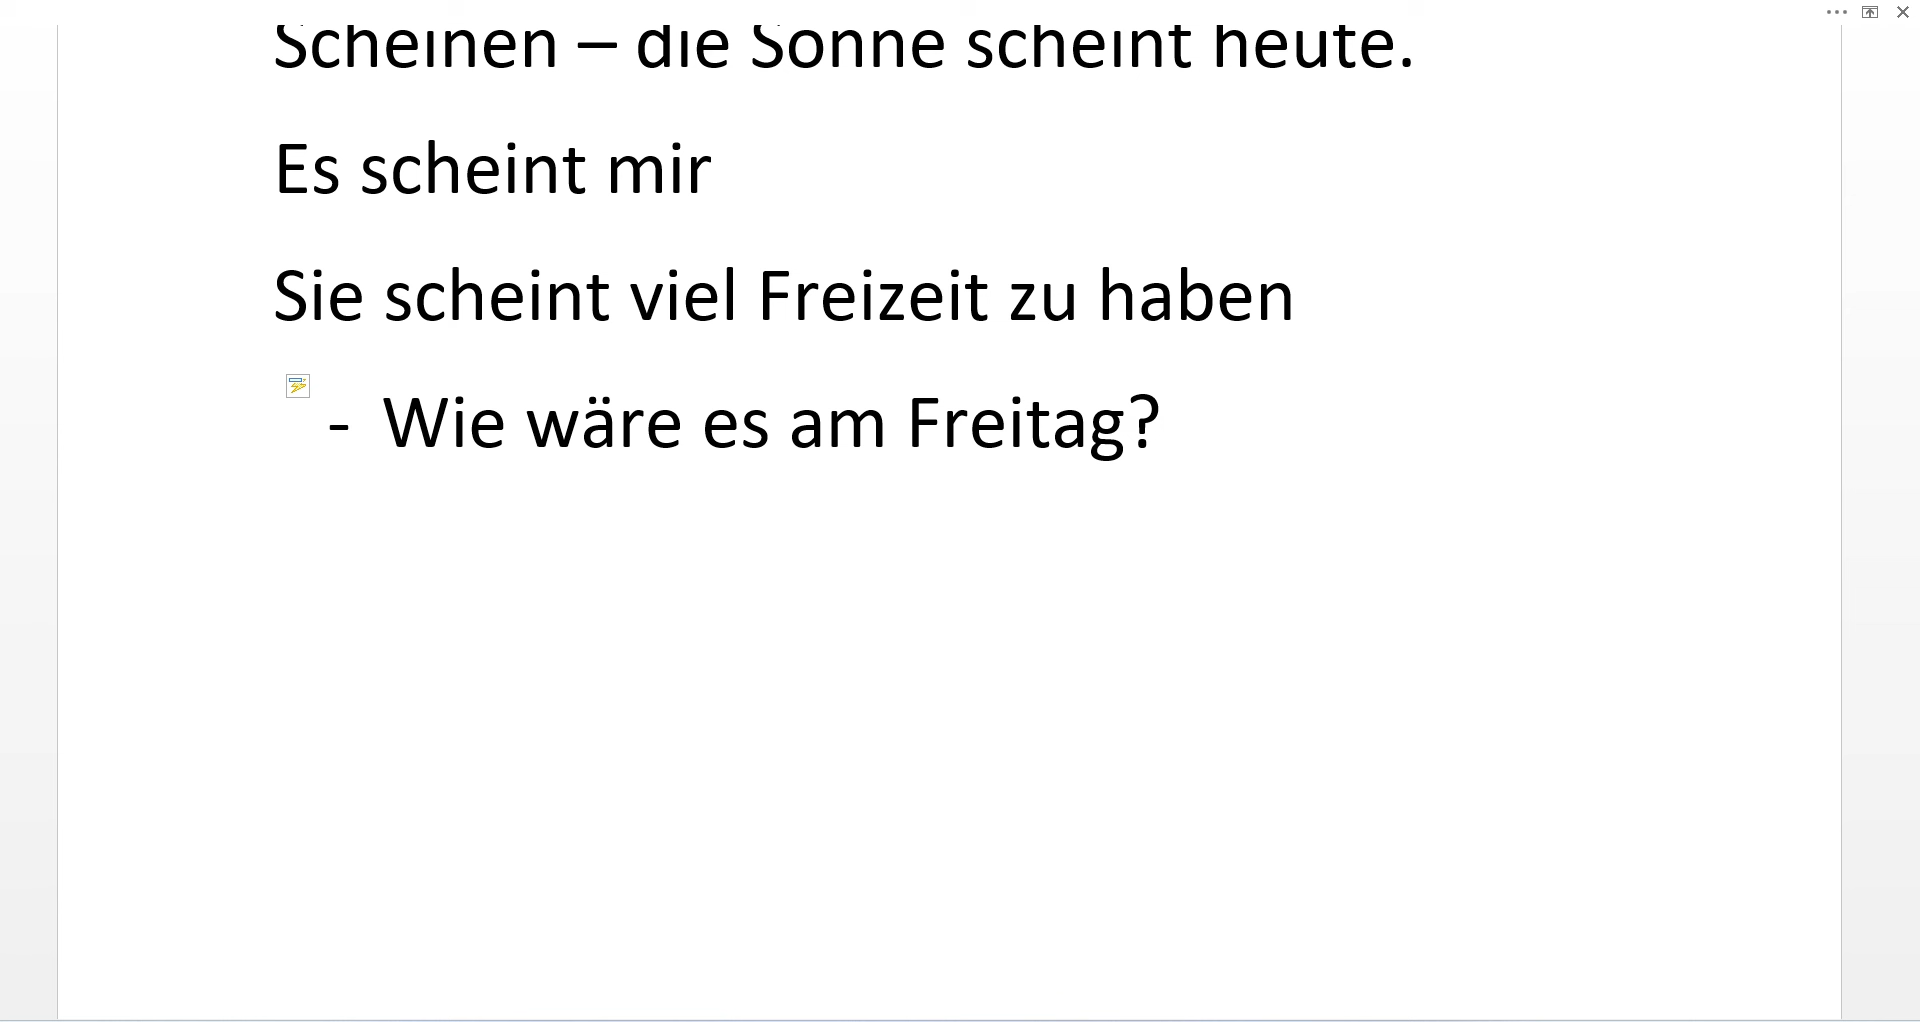 Scheinen – die Sonne scheint heute.
Es scheint mir
Sie scheint viel Freizeit zu haben
- Wie wäre es am Freitag?